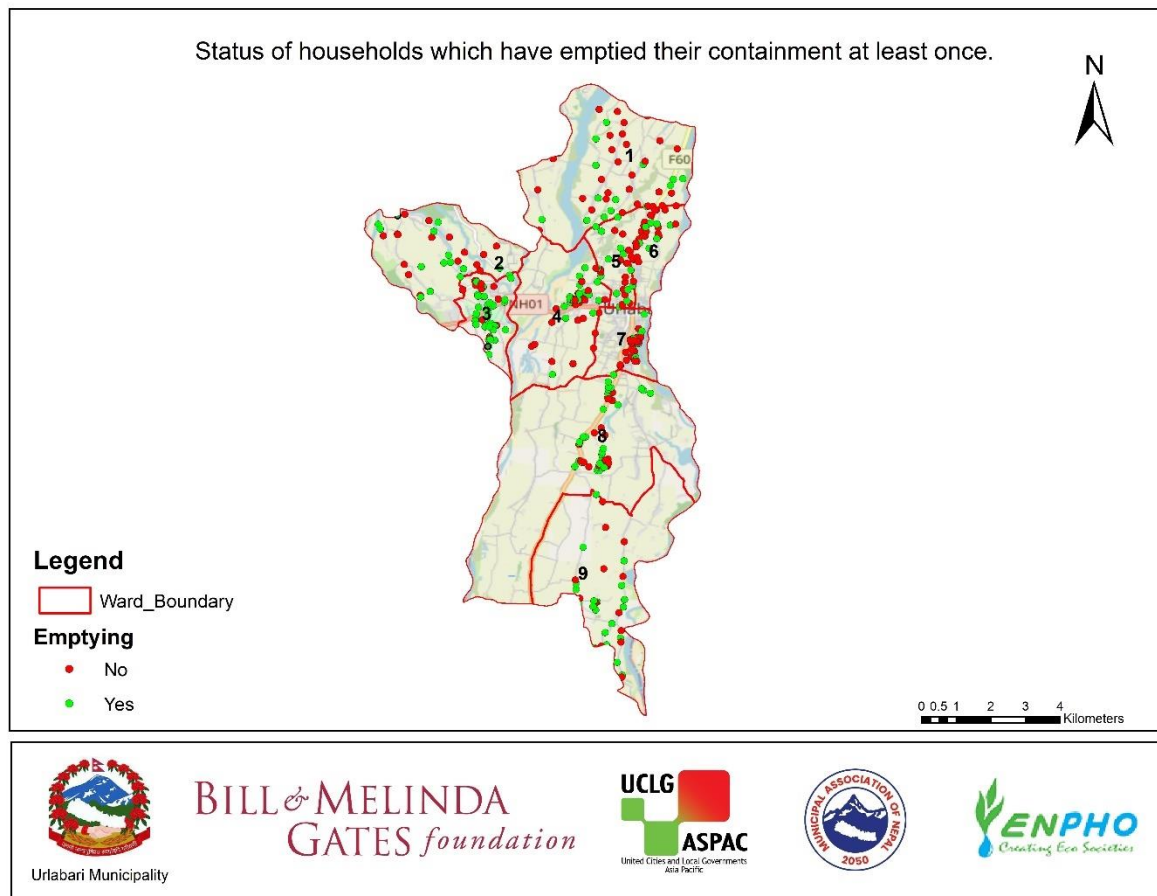 Status of households which have emptied their containment at least once.
N
1
F60
2
6
5
NH01
3
4
7
8
9
Legend
Ward_Boundary
Emptying
No
Yes
0 0.5 1 2 3 4
Kilometers
Urlabari Municipality
BILL & MELINDA
GATES foundation
UCLG
ASPAC
United Cities and Local Governments
Asia Pacific
MUNICIPAL ASSOCIATION OF NEPAL
2050
ENPHO
Creating Eco Societies